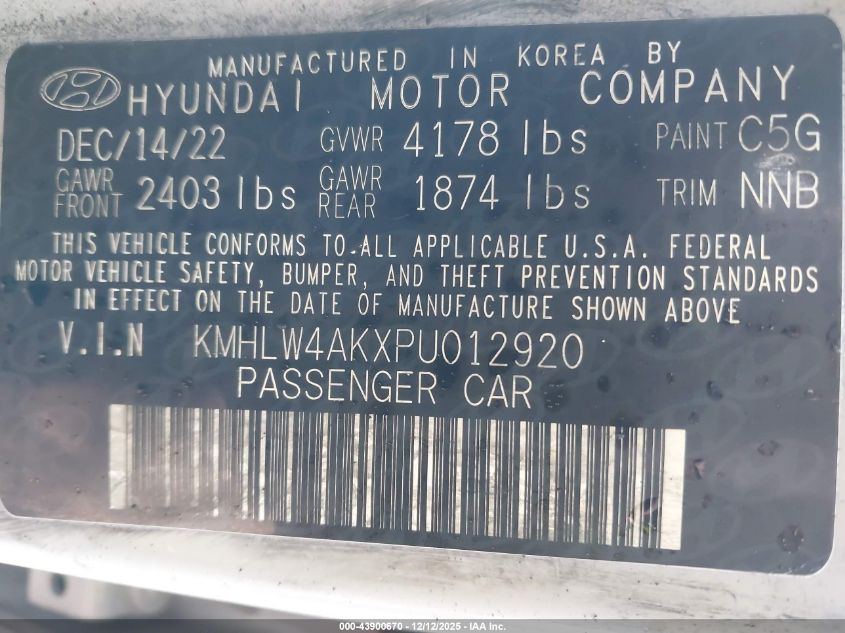 MANUFACTURED IN KOREA BY
HYUNDAI MOTOR COMPANY
DEC/14/22 GVWR 4178 lbs PAINT C5G
GAWR FRONT 2403 lbs GAWR REAR 1874 lbs TRIM NNB
THIS VEHICLE CONFORMS TO ALL APPLICABLE U.S.A. FEDERAL
MOTOR VEHICLE SAFETY, BUMPER, AND THEFT PREVENTION STANDARDS
IN EFFECT ON THE DATE OF MANUFACTURE SHOWN ABOVE
V.I.N KMHLW4AKXPU012920
PASSENGER CAR
000-43900670 - 12/12/2025 - IAA Inc.